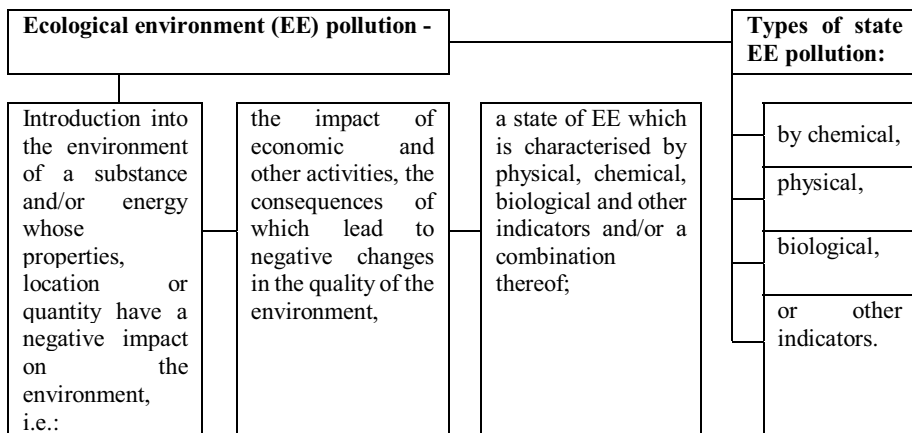 Ecological environment (EE) pollution -
Types of state
EE pollution:
Introduction into
the environment
of a substance
and/or energy
whose
properties,
location or
quantity have a
negative impact
on the
environment,
i.e.:
the impact of
economic and
other activities, the
consequences of
which lead to
negative changes
in the quality of the
environment,
a state of EE which
is characterised by
physical, chemical,
biological and other
indicators and/or a
combination
thereof;
by chemical,
physical,
biological,
or other
indicators.